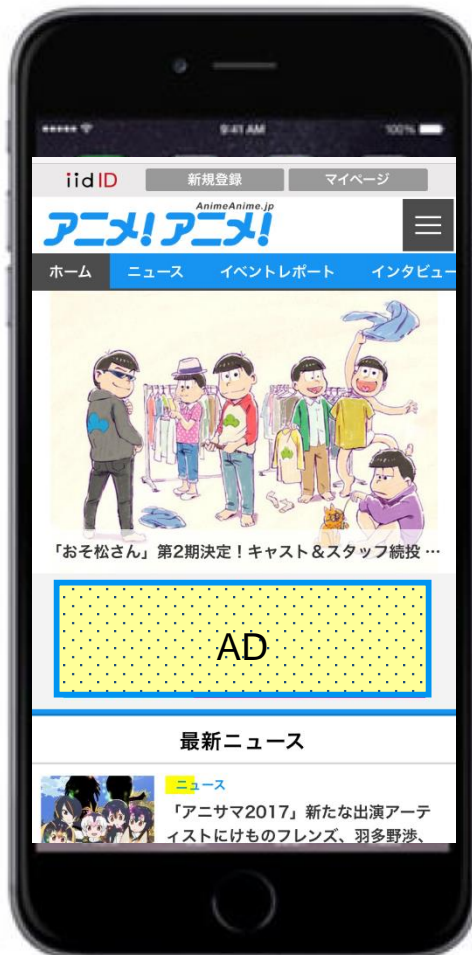 9:41 AM
100%
iid ID
新規登録
マイページ
AnimeAnime.jp
アニメ!アニメ!
ホーム
ニュース
イベントレポート
インタビュー
「おそ松さん」第2期決定!キャスト&スタッフ続投 …
AD
最新ニュース
ニュース
「アニサマ2017」新たな出演アーテ
ィストにけものフレンズ、羽多野渉、